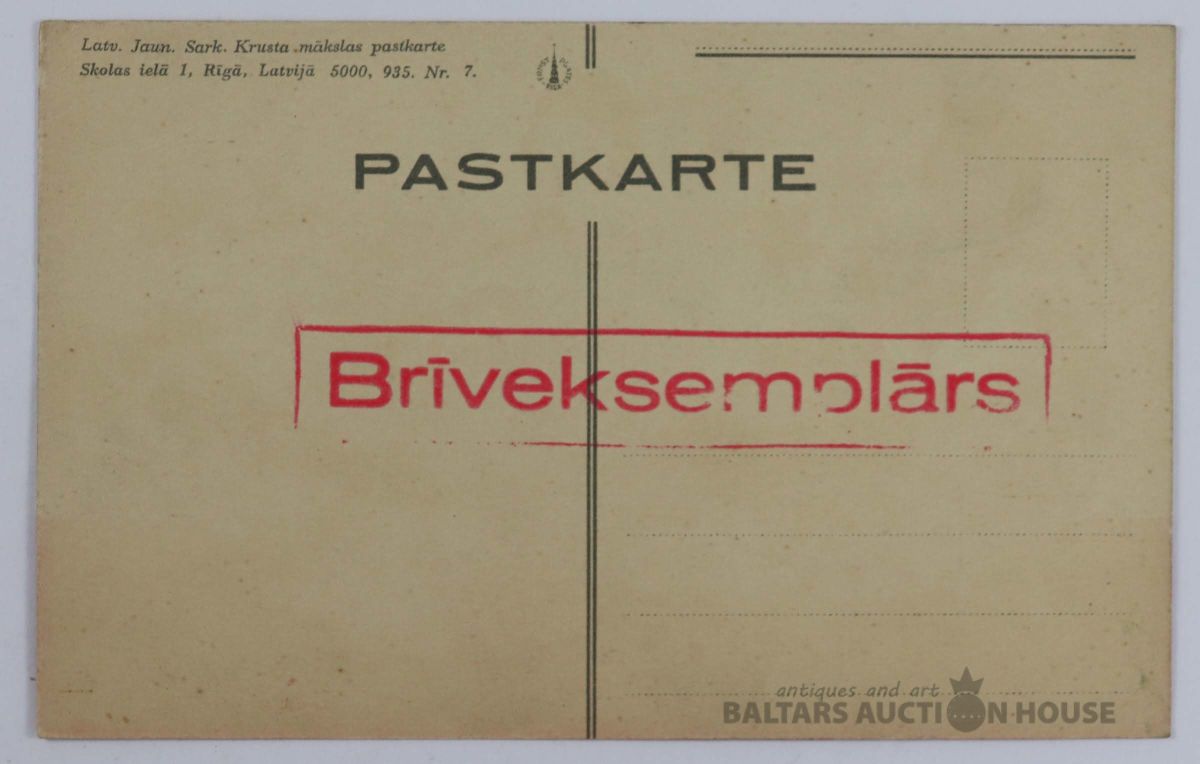 Latv. Jaun. Sark. Krusta mākslas pastkarte
Skolas ielā 1, Rīgā, Latvijā 5000, 935. Nr. 7.
PASTKARTE
Brīveksemplārs
antiques and art
BALTARS AUCTION HOUSE